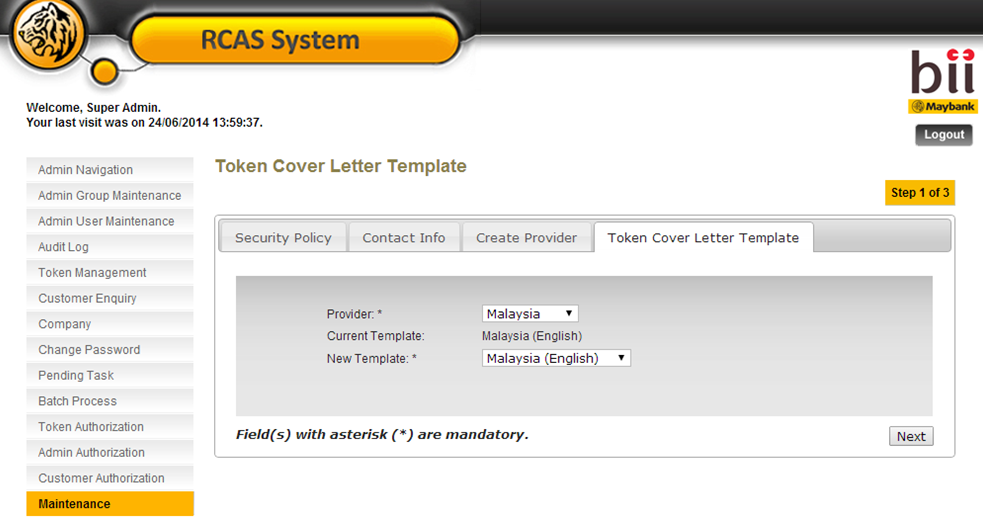 RCAS System
bii
Maybank
Welcome, Super Admin.
Your last visit was on 24/06/2014 13:59:37.
Logout
Admin Navigation
Admin Group Maintenance
Admin User Maintenance
Audit Log
Token Management
Customer Enquiry
Company
Change Password
Pending Task
Batch Process
Token Authorization
Admin Authorization
Customer Authorization
Maintenance
Token Cover Letter Template
Step 1 of 3
Security Policy Contact Info Create Provider Token Cover Letter Template
Provider: * Malaysia
Current Template: Malaysia (English)
New Template: * Malaysia (English)
Field(s) with asterisk (*) are mandatory.
Next